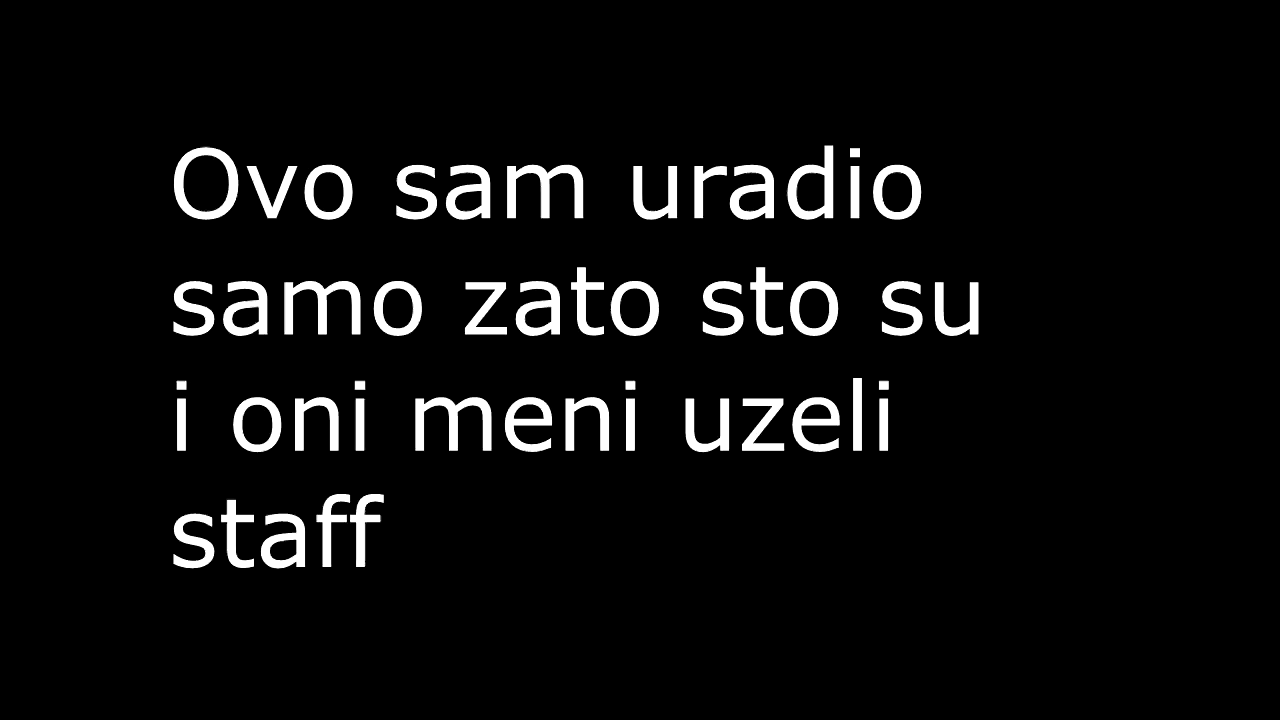 Ovo sam uradio
samo zato sto su
i oni meni uzeli
staff